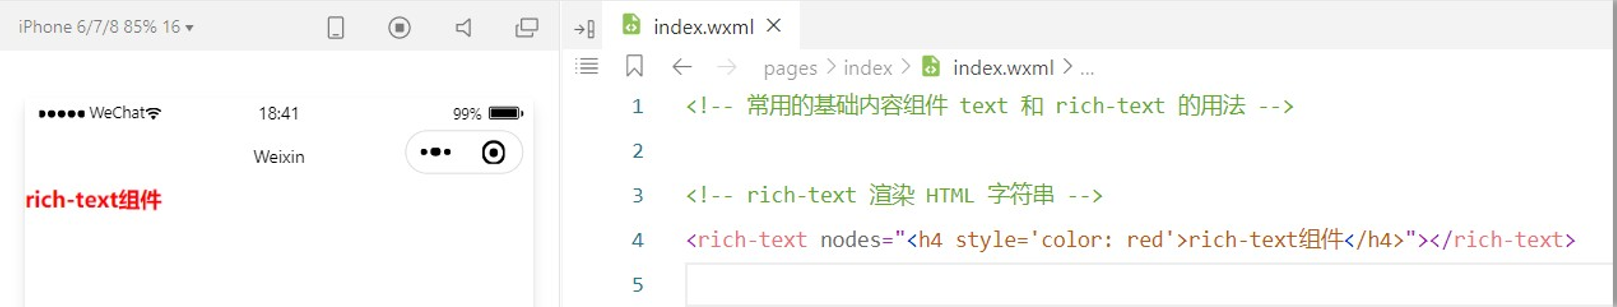 iPhone 6/7/8 85% 16
WeChat 18:41 99%
Weixin
rich-text组件
index.wxml
pages > index > index.wxml > ...
1 <!-- 常用的基础内容组件 text 和 rich-text 的用法 -->
2
3 <!-- rich-text 渲染 HTML 字符串 -->
4 <rich-text nodes="<h4 style='color: red'>rich-text组件</h4>"></rich-text>
5